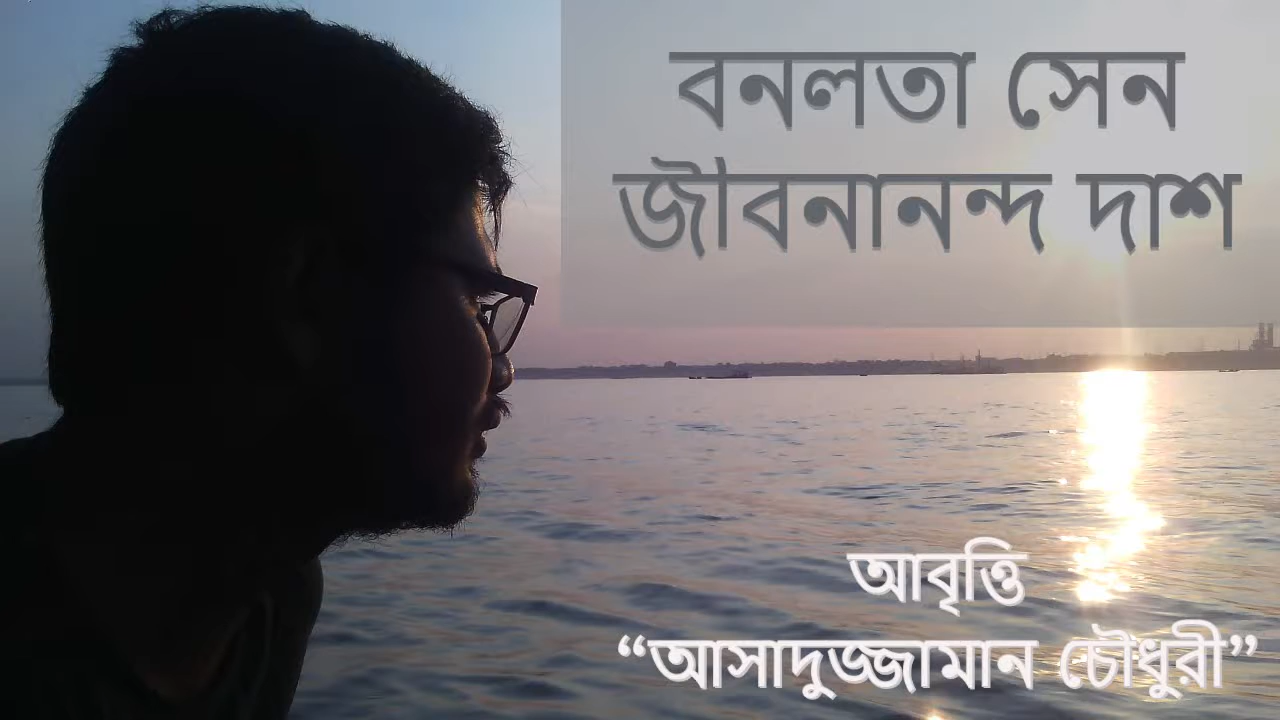 বনলতা সেন
জীবনানন্দ দাশ
আবৃত্তি
“আসাদুজ্জামান চৌধুরী”